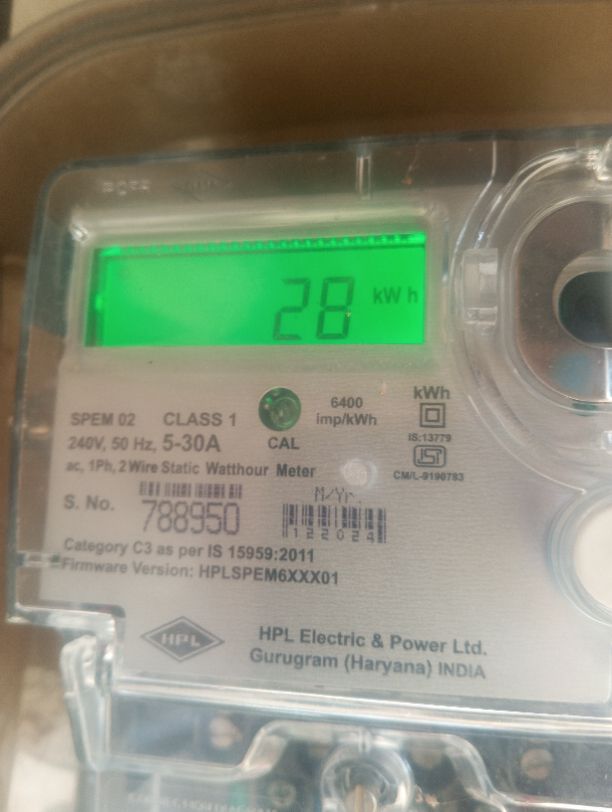 28 kWh
SPEM 02 CLASS 1
240V, 50 Hz, 5-30A
CAL
6400
imp/kWh
kWh
IS:13779
ISI
CM/L-9190783
ac, 1Ph, 2 Wire Static Watthour Meter
S. No.
788950
M/Yr.
122024
Category C3 as per IS 15959:2011
Firmware Version: HPLSPEM6XXX01
HPL
HPL Electric & Power Ltd.
Gurugram (Haryana) INDIA